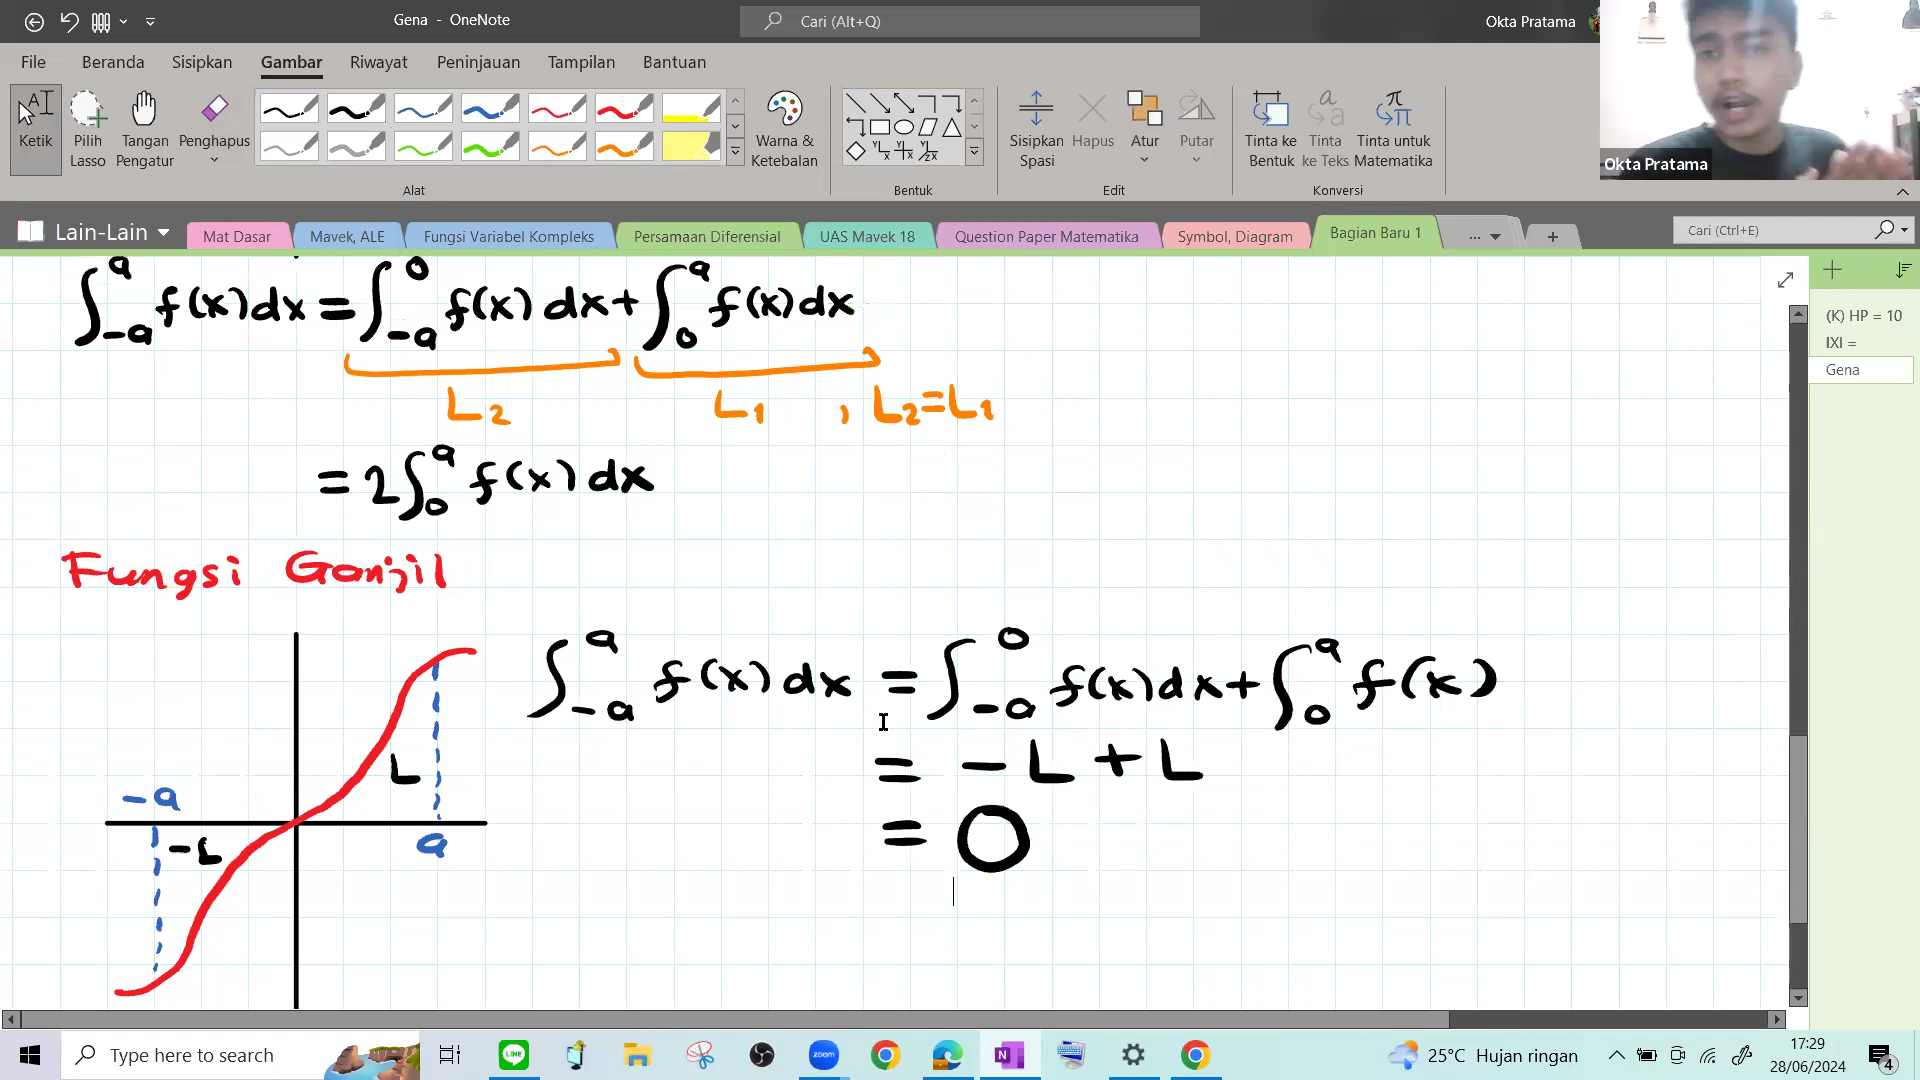 Gena - OneNote
Cari (Alt+Q)
Okta Pratama
File Beranda Sisipkan Gambar Riwayat Peninjauan Tampilan Bantuan
Ketik
Pilih Lasso
Tangan Pengatur
Penghapus
Warna & Ketebalan
Sisipkan Spasi
Hapus
Atur
Putar
Tinta ke Bentuk
Tinta ke Teks
Tinta untuk Matematika
Okta Pratama
Alat
Bentuk
Edit
Konversi
Lain-Lain
Mat Dasar
Mavek, ALE
Fungsi Variabel Kompleks
Persamaan Diferensial
UAS Mavek 18
Question Paper Matematika
Symbol, Diagram
Bagian Baru 1
...
Cari (Ctrl+E)
(K) HP = 10
IXI =
Gena
∫_{-a}^{a} f(x)dx = ∫_{-a}^{0} f(x) dx + ∫_{0}^{a} f(x)dx
L₂ L₁ , L₂=L₁
= 2∫_{0}^{a} f(x) dx
Fungsi Ganjil
∫_{-a}^{a} f(x) dx = ∫_{-a}^{0} f(x)dx + ∫_{0}^{a} f(x)
= -L + L
= 0
L
-a
a
-L
Type here to search
25°C Hujan ringan
17:29
28/06/2024
4